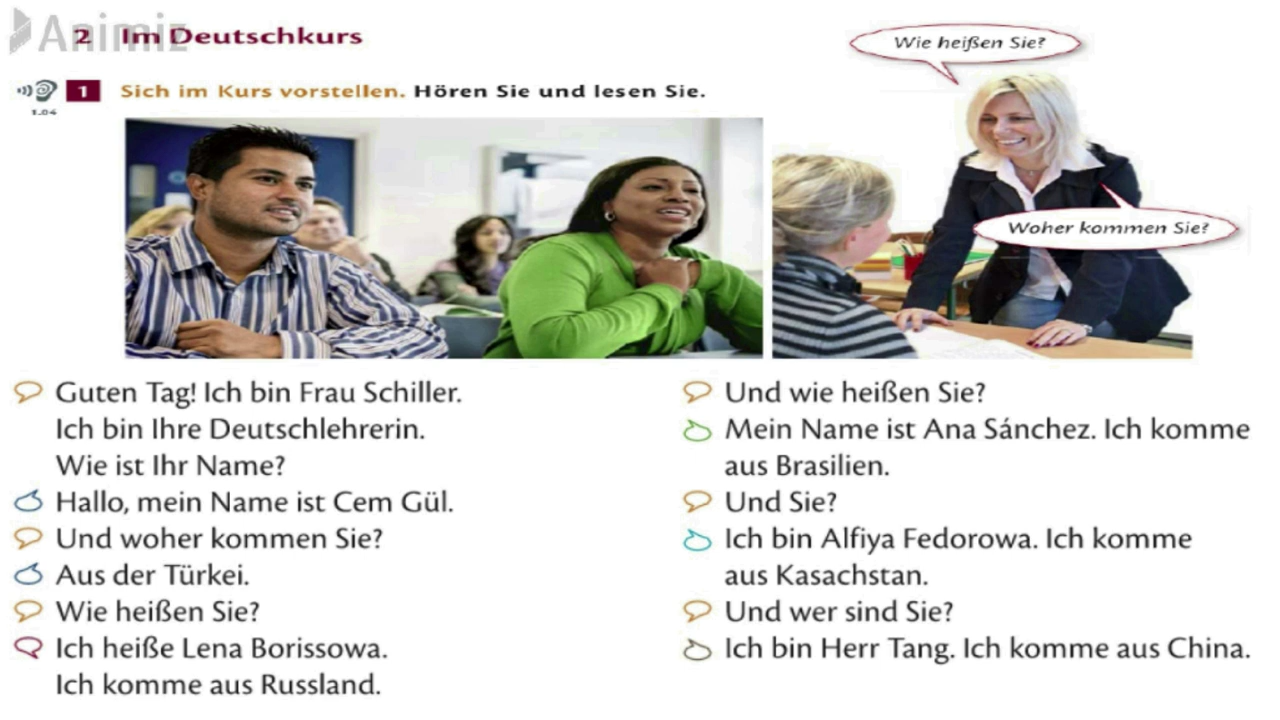 Animiz
2 Im Deutschkurs
Wie heißen Sie?
1 Sich im Kurs vorstellen. Hören Sie und lesen Sie.
1.04
Woher kommen Sie?
Guten Tag! Ich bin Frau Schiller.
Ich bin Ihre Deutschlehrerin.
Wie ist Ihr Name?
Hallo, mein Name ist Cem Gül.
Und woher kommen Sie?
Aus der Türkei.
Wie heißen Sie?
Ich heiße Lena Borissowa.
Ich komme aus Russland.
Und wie heißen Sie?
Mein Name ist Ana Sánchez. Ich komme
aus Brasilien.
Und Sie?
Ich bin Alfiya Fedorowa. Ich komme
aus Kasachstan.
Und wer sind Sie?
Ich bin Herr Tang. Ich komme aus China.